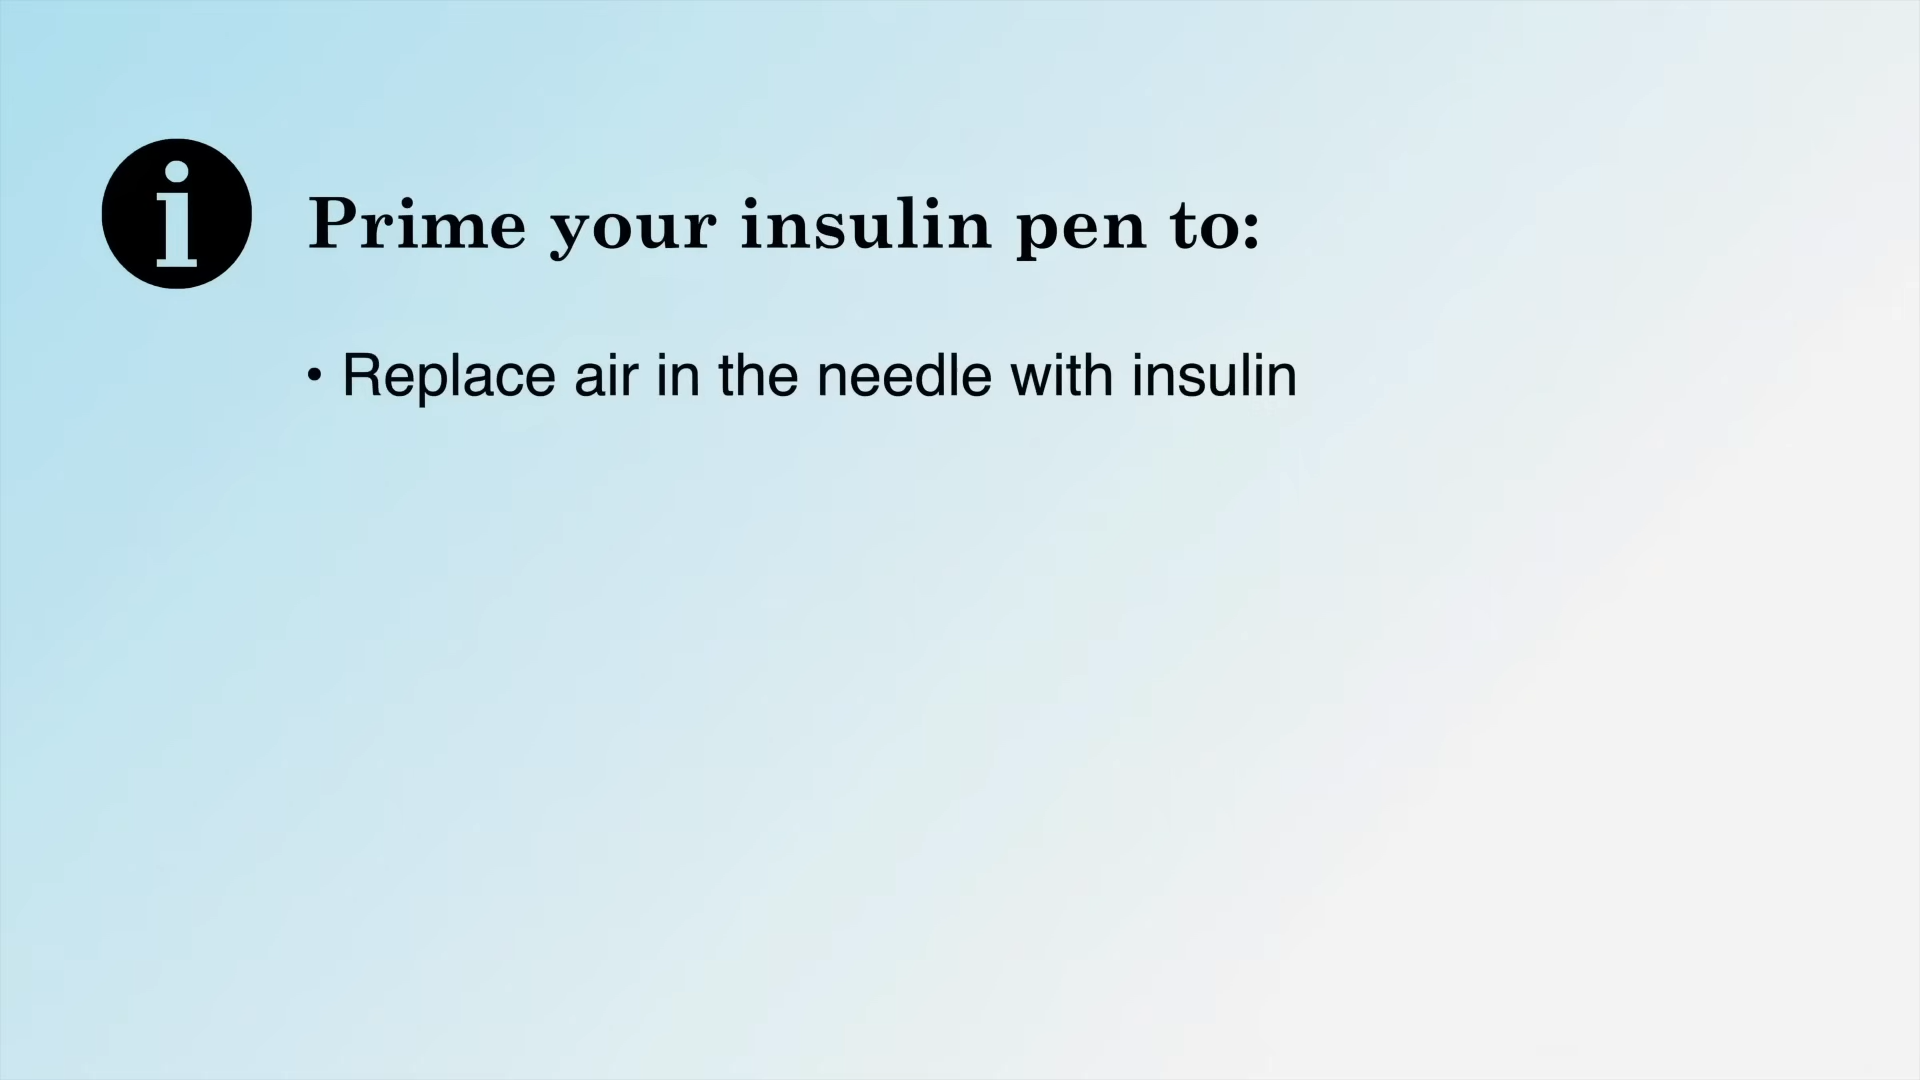 Prime your insulin pen to:
• Replace air in the needle with insulin